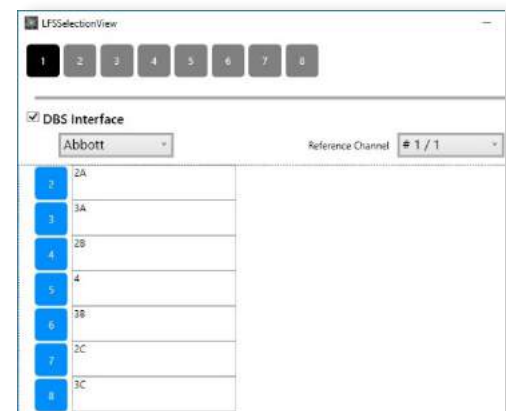 LFSSelectionView
1 2 3 4 5 6 7 8
DBS Interface
Abbott Reference Channel # 1 / 1
2 2A
3 3A
4 2B
5 4
6 3B
7 2C
8 3C